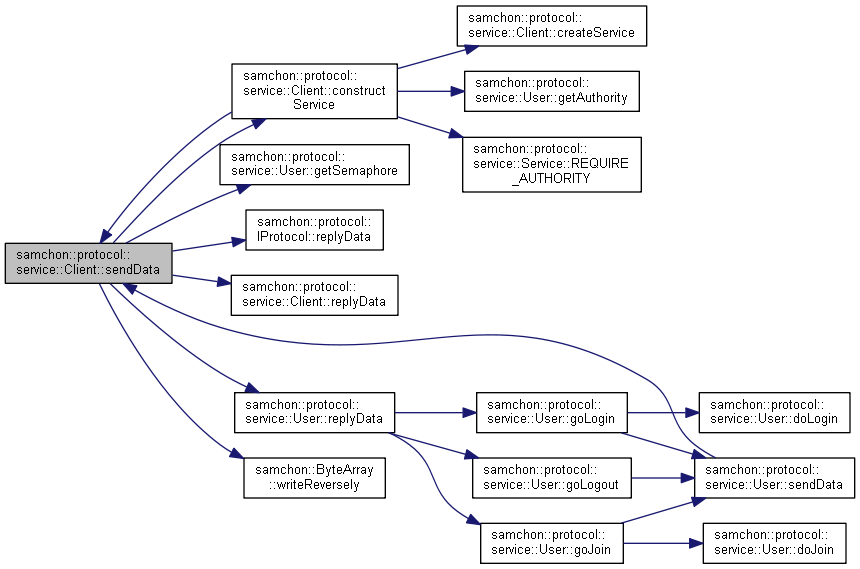 samchon::protocol::
service::Client::sendData
samchon::protocol::
service::Client::construct
Service
samchon::protocol::
service::Client::createService
samchon::protocol::
service::User::getAuthority
samchon::protocol::
service::Service::REQUIRE
_AUTHORITY
samchon::protocol::
service::User::getSemaphore
samchon::protocol::
IProtocol::replyData
samchon::protocol::
service::Client::replyData
samchon::protocol::
service::User::replyData
samchon::protocol::
service::User::goLogin
samchon::protocol::
service::User::doLogin
samchon::protocol::
service::User::sendData
samchon::protocol::
service::User::goLogout
samchon::protocol::
service::User::goJoin
samchon::protocol::
service::User::doJoin
samchon::ByteArray
::writeReversely